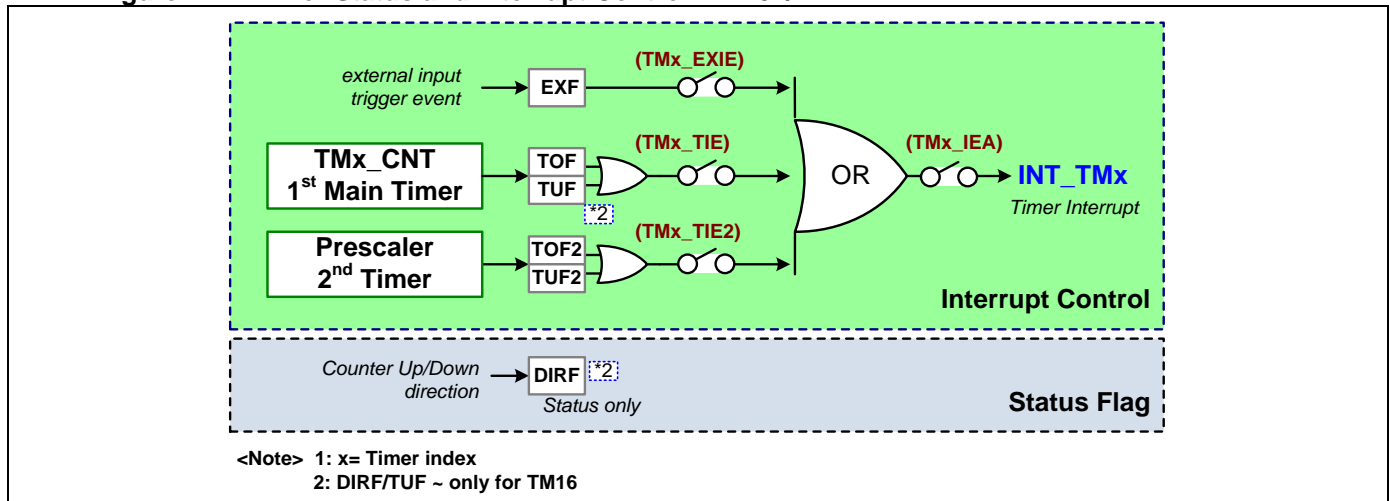 external input
trigger event
EXF
(TMx_EXIE)
TMx_CNT
1st Main Timer
TOF
TUF
*2
(TMx_TIE)
OR
(TMx_IEA)
INT_TMx
Timer Interrupt
Prescaler
2nd Timer
TOF2
TUF2
(TMx_TIE2)
Interrupt Control
Counter Up/Down
direction
DIRF
*2
Status only
Status Flag
<Note> 1: x= Timer index
2: DIRF/TUF ~ only for TM16